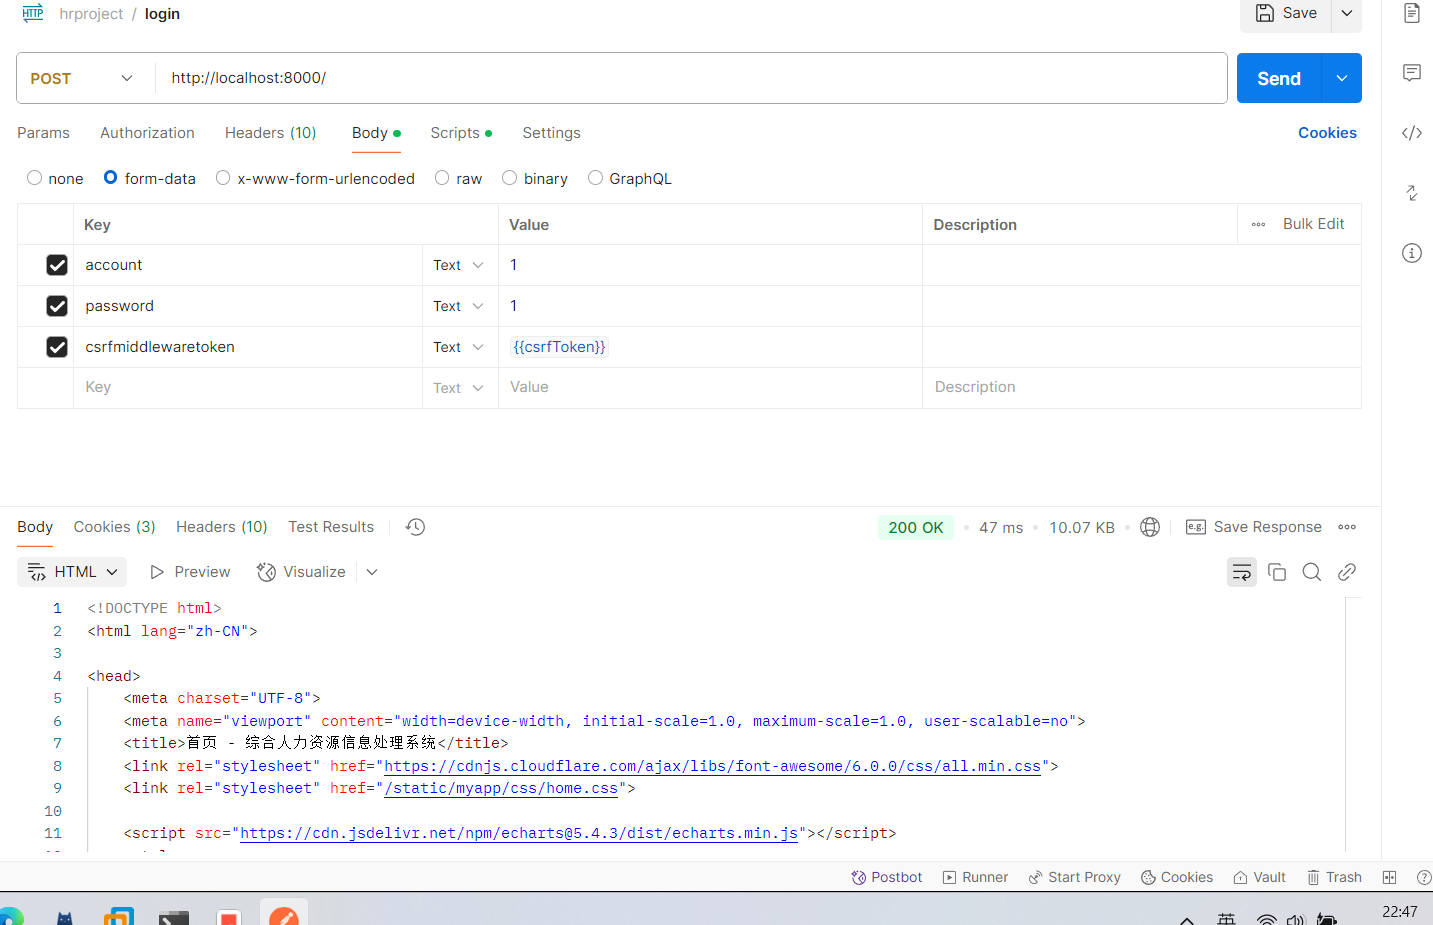 HTTP hrproject / login Save
POST http://localhost:8000/ Send
Params Authorization Headers (10) Body Scripts Settings Cookies
none form-data x-www-form-urlencoded raw binary GraphQL
Key Value Description Bulk Edit
account Text 1
password Text 1
csrfmiddlewaretoken Text {{csrfToken}}
Key Text Value Description
Body Cookies (3) Headers (10) Test Results 200 OK 47 ms 10.07 KB e.g. Save Response
HTML Preview Visualize
1 <!DOCTYPE html>
2 <html lang="zh-CN">
3
4 <head>
5 <meta charset="UTF-8">
6 <meta name="viewport" content="width=device-width, initial-scale=1.0, maximum-scale=1.0, user-scalable=no">
7 <title>首页 - 综合人力资源信息处理系统</title>
8 <link rel="stylesheet" href="https://cdnjs.cloudflare.com/ajax/libs/font-awesome/6.0.0/css/all.min.css">
9 <link rel="stylesheet" href="/static/myapp/css/home.css">
10
11 <script src="https://cdn.jsdelivr.net/npm/echarts@5.4.3/dist/echarts.min.js"></script>
Postbot Runner Start Proxy Cookies Vault Trash
英 22:47